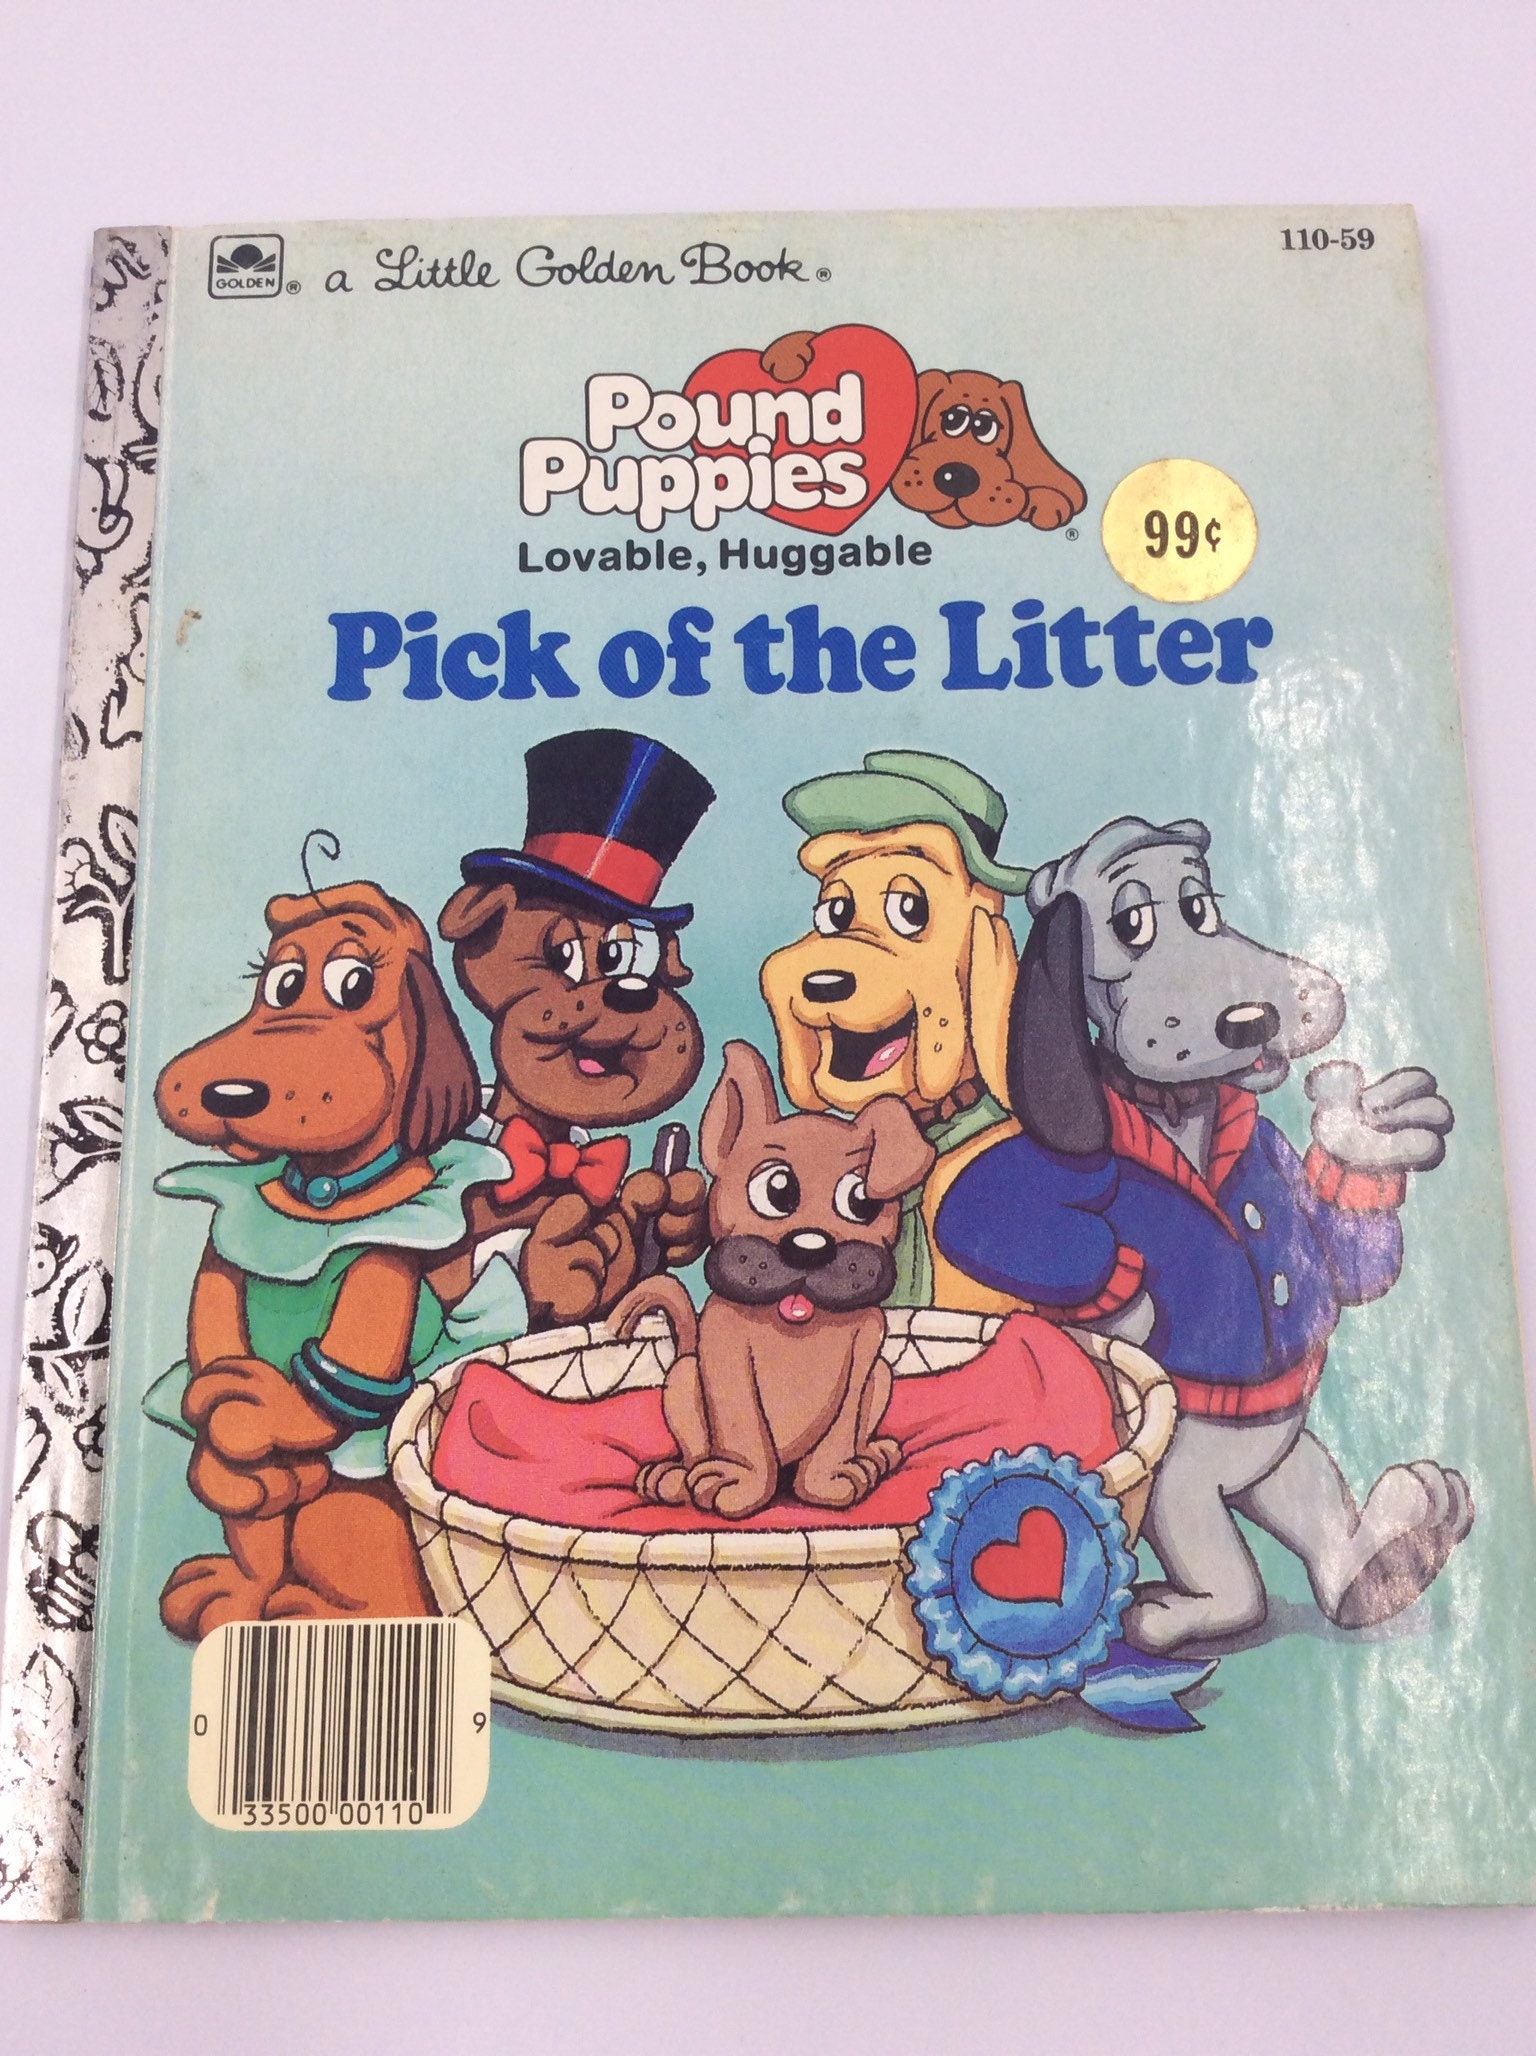 GOLDEN ® a Little Golden Book ®
110-59
Pound
Puppies ®
99¢
Lovable, Huggable
Pick of the Litter
0 33500 00110 9